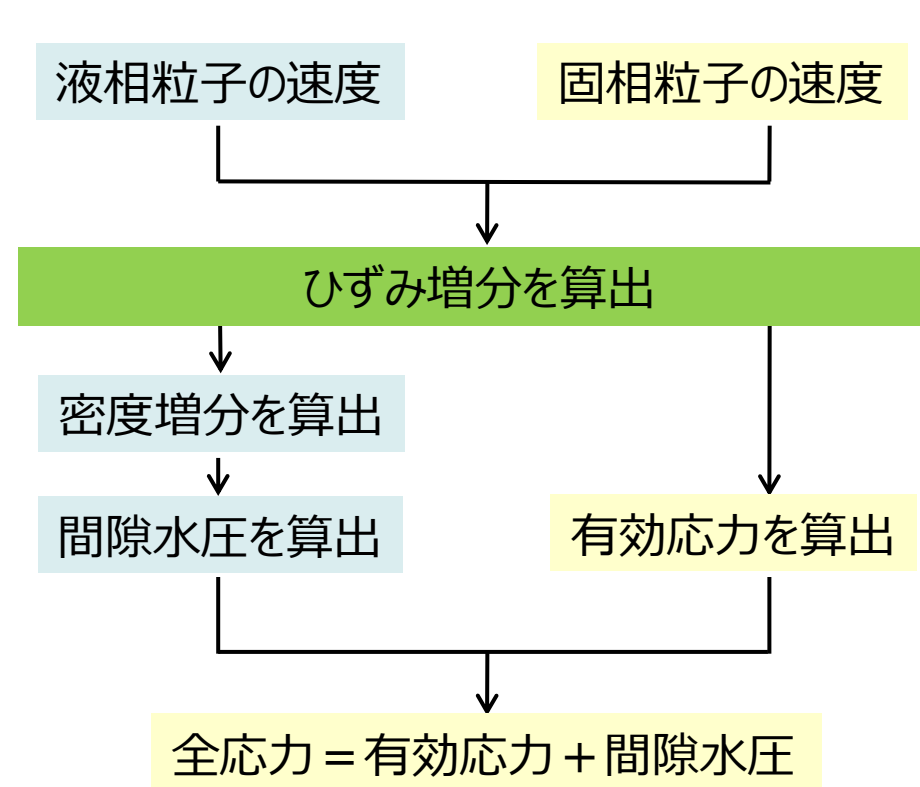 液相粒子の速度
固相粒子の速度
ひずみ増分を算出
密度増分を算出
間隙水圧を算出
有効応力を算出
全応力＝有効応力＋間隙水圧